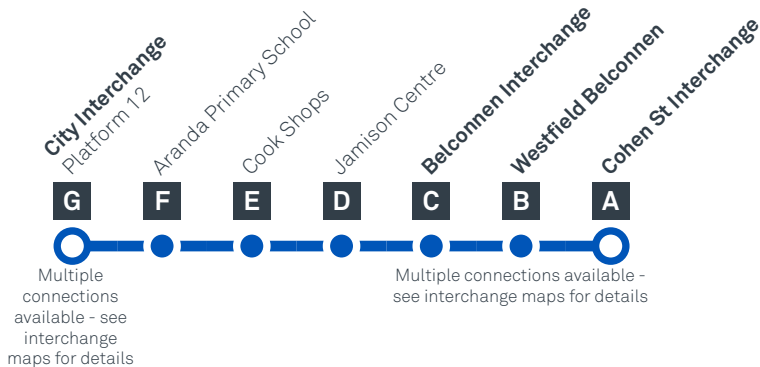 City Interchange
Platform 12
Aranda Primary School
Cook Shops
Jamison Centre
Belconnen Interchange
Westfield Belconnen
Cohen St Interchange
G
F
E
D
C
B
A
Multiple
connections
available - see
interchange
maps for details
Multiple connections available -
see interchange maps for details